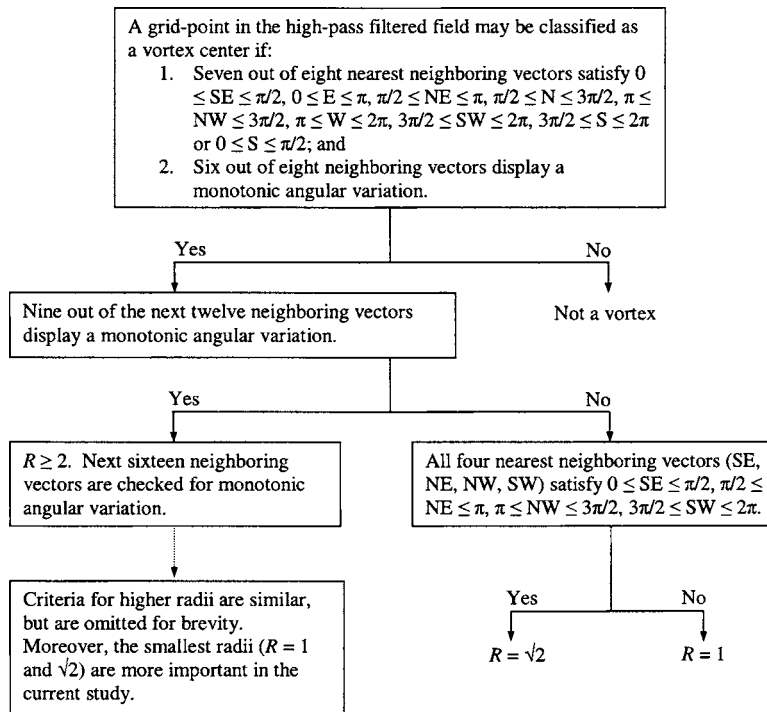 A grid-point in the high-pass filtered field may be classified as
a vortex center if:
1. Seven out of eight nearest neighboring vectors satisfy 0
≤ SE ≤ π/2, 0 ≤ E ≤ π, π/2 ≤ NE ≤ π, π/2 ≤ N ≤ 3π/2, π ≤
NW ≤ 3π/2, π ≤ W ≤ 2π, 3π/2 ≤ SW ≤ 2π, 3π/2 ≤ S ≤ 2π
or 0 ≤ S ≤ π/2; and
2. Six out of eight neighboring vectors display a
monotonic angular variation.
Yes
No
Nine out of the next twelve neighboring vectors
display a monotonic angular variation.
Not a vortex
Yes
No
R ≥ 2. Next sixteen neighboring
vectors are checked for monotonic
angular variation.
All four nearest neighboring vectors (SE,
NE, NW, SW) satisfy 0 ≤ SE ≤ π/2, π/2 ≤
NE ≤ π, π ≤ NW ≤ 3π/2, 3π/2 ≤ SW ≤ 2π.
Criteria for higher radii are similar,
but are omitted for brevity.
Moreover, the smallest radii (R = 1
and √2) are more important in the
current study.
Yes
No
R = √2
R = 1